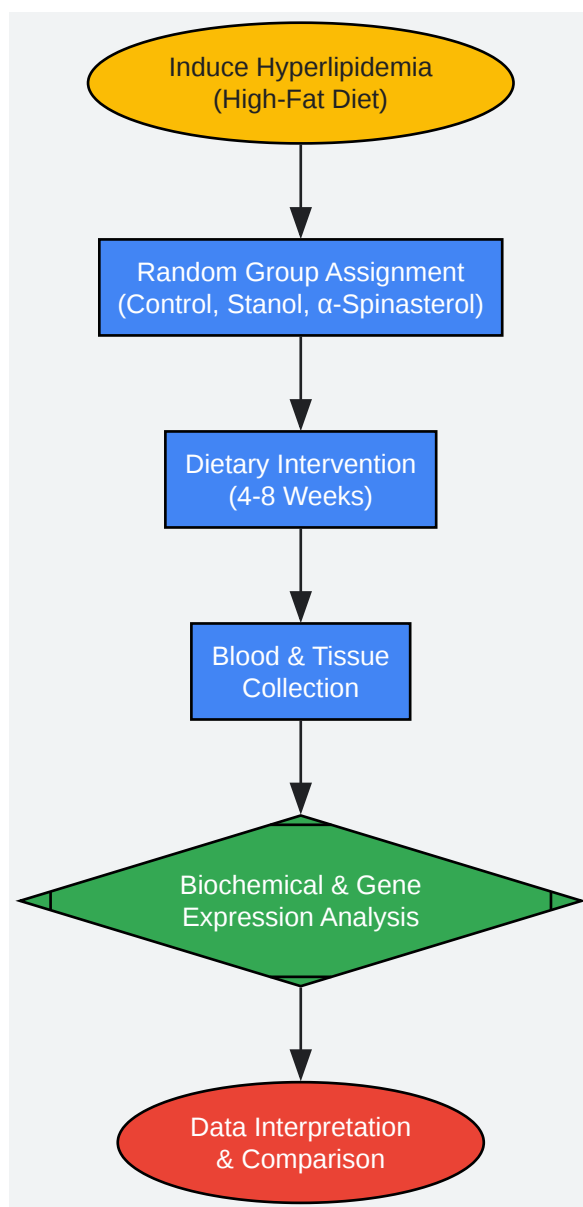 Induce Hyperlipidemia
(High-Fat Diet)
Random Group Assignment
(Control, Stanol, α-Spinasterol)
Dietary Intervention
(4-8 Weeks)
Blood & Tissue
Collection
Biochemical & Gene
Expression Analysis
Data Interpretation
& Comparison